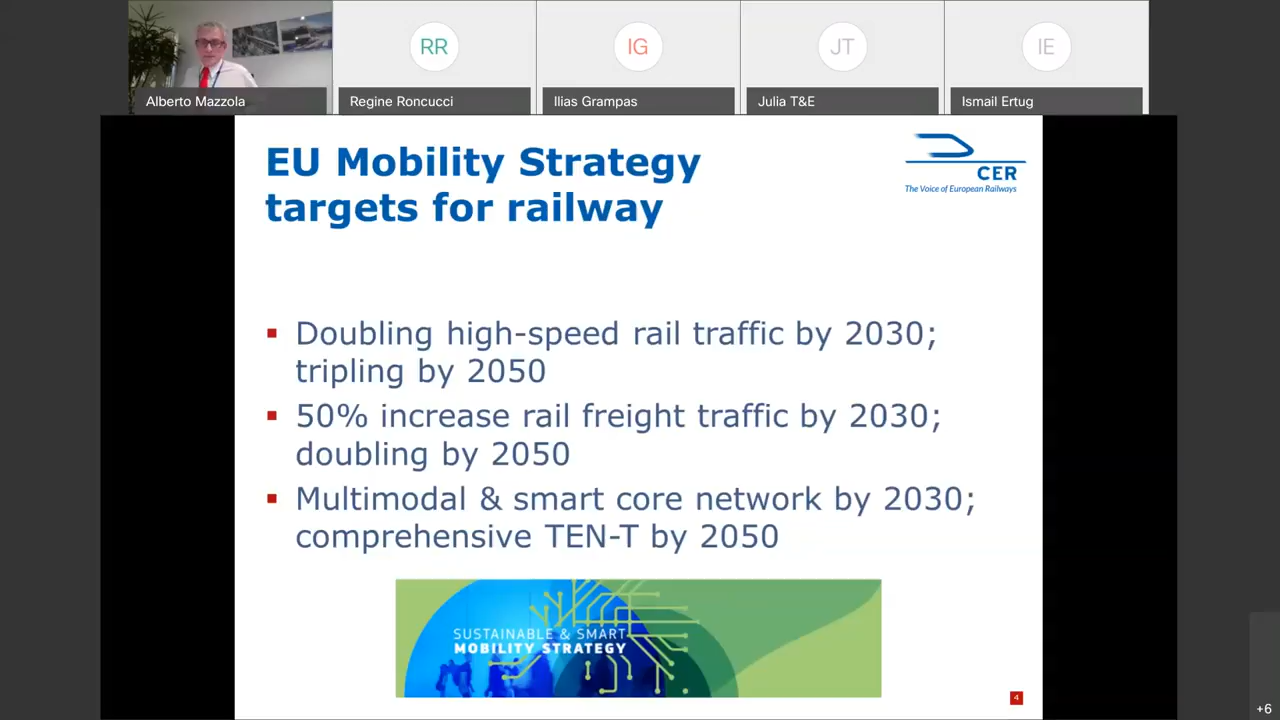 RR
IG
JT
IE
Alberto Mazzola
Regine Roncucci
Ilias Grampas
Julia T&E
Ismail Ertug
EU Mobility Strategy
targets for railway
CER
The Voice of European Railways
Doubling high-speed rail traffic by 2030;
tripling by 2050
50% increase rail freight traffic by 2030;
doubling by 2050
Multimodal & smart core network by 2030;
comprehensive TEN-T by 2050
SUSTAINABLE & SMART
MOBILITY STRATEGY
4
+6